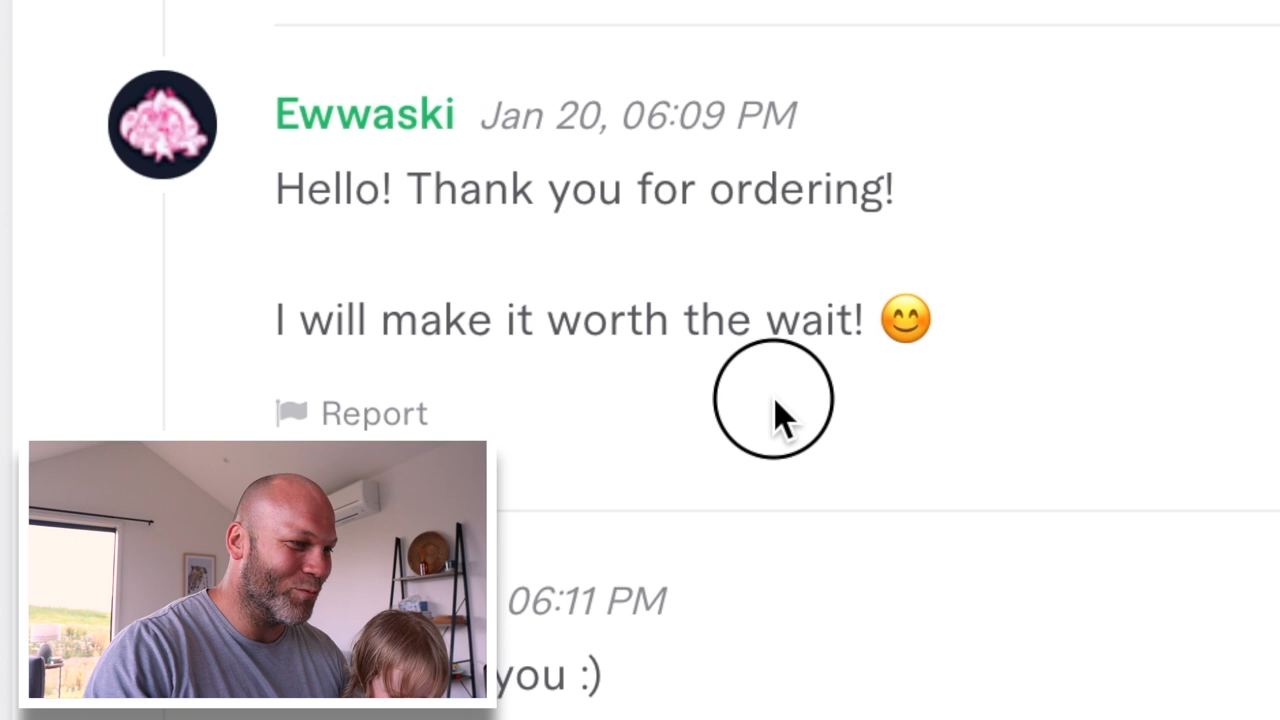 Ewwaski Jan 20, 06:09 PM
Hello! Thank you for ordering!
I will make it worth the wait! 😊
Report
06:11 PM
you :)